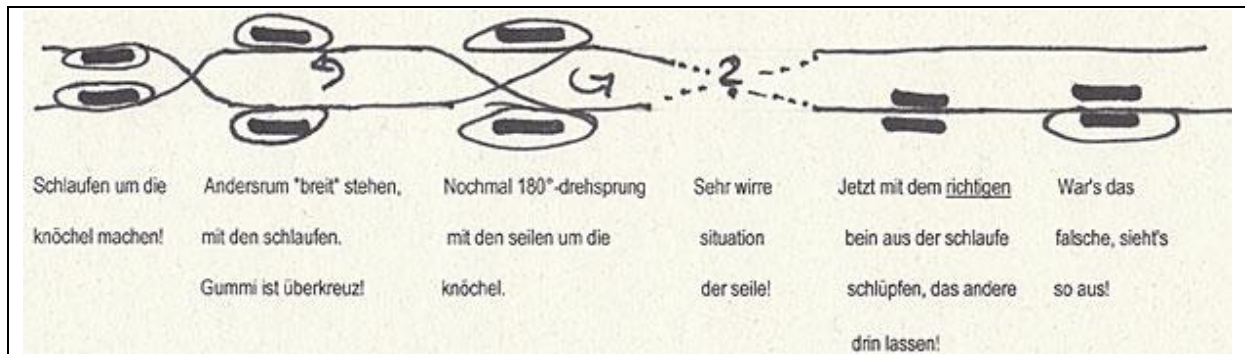 2
Schlaufen um die
knöchel machen!
Andersrum "breit" stehen,
mit den schlaufen.
Gummi ist überkreuz!
Nochmal 180°-drehsprung
mit den seilen um die
knöchel.
Sehr wirre
situation
der seile!
Jetzt mit dem richtigen
bein aus der schlaufe
schlüpfen, das andere
drin lassen!
War's das
falsche, sieht's
so aus!